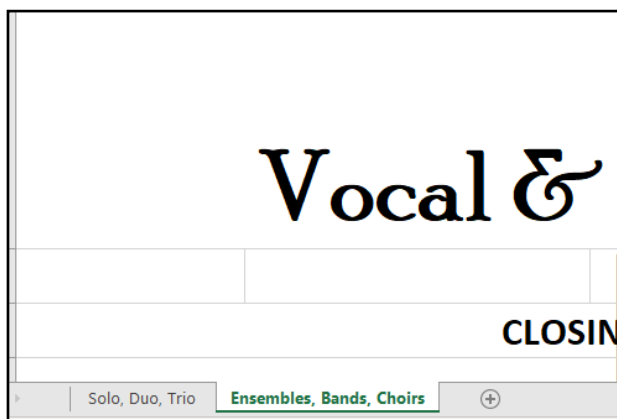 Vocal &
CLOSIN
Solo, Duo, Trio Ensembles, Bands, Choirs